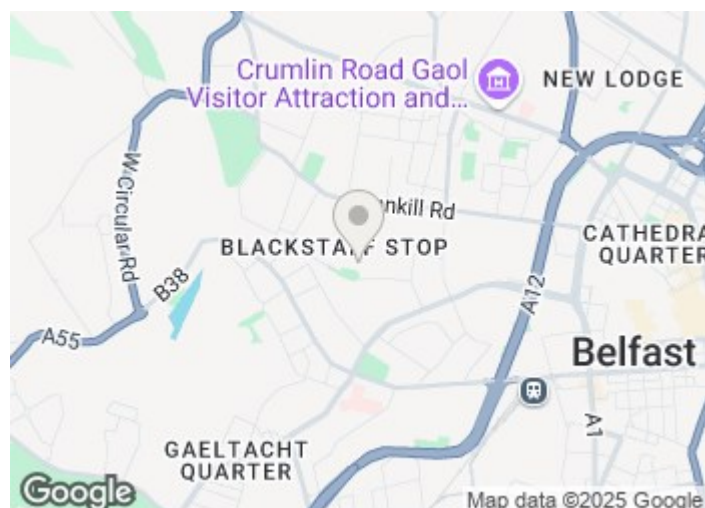 Crumlin Road Gaol
Visitor Attraction and...
NEW LODGE
W Circular Rd
nkill Rd
BLACKSTAFF STOP
CATHEDRA
QUARTER
B38
A12
A55
Belfast
A1
GAELTACHT
QUARTER
Google
Map data ©2025 Google